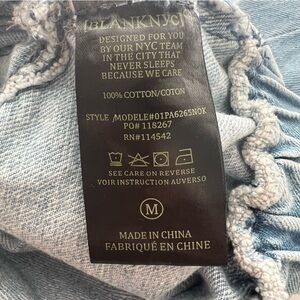 [BLANKNYC]
DESIGNED FOR YOU
BY OUR NYC TEAM
IN THE CITY THAT
NEVER SLEEPS
BECAUSE WE CARE
100% COTTON/COTON
STYLE /MODELE#01PA6265NOK
PO# 118267
RN#114542
SEE CARE ON REVERSE
VOIR INSTRUCTION AUVERSO
M
MADE IN CHINA
FABRIQUÉ EN CHINE